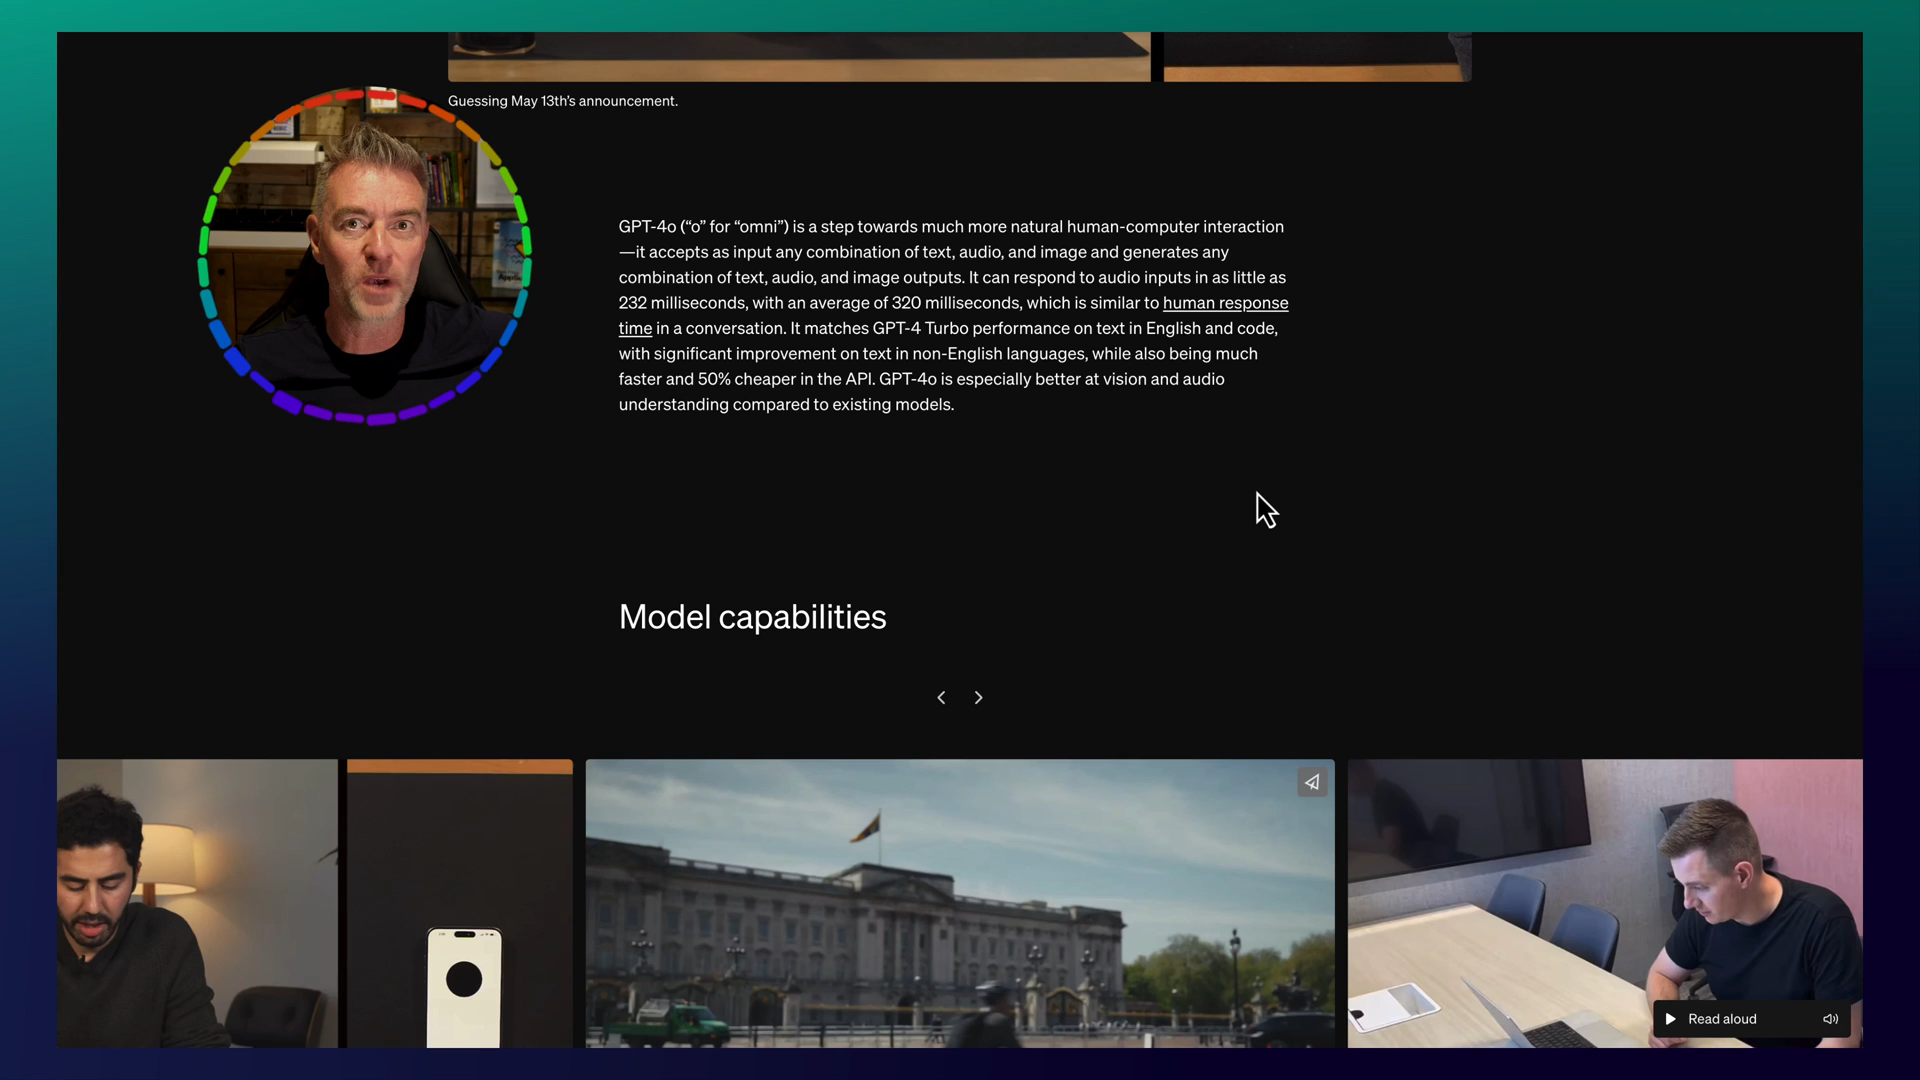 Guessing May 13th's announcement.
GPT-4o (“o” for “omni”) is a step towards much more natural human-computer interaction
—it accepts as input any combination of text, audio, and image and generates any
combination of text, audio, and image outputs. It can respond to audio inputs in as little as
232 milliseconds, with an average of 320 milliseconds, which is similar to human response
time in a conversation. It matches GPT-4 Turbo performance on text in English and code,
with significant improvement on text in non-English languages, while also being much
faster and 50% cheaper in the API. GPT-4o is especially better at vision and audio
understanding compared to existing models.
Model capabilities
Read aloud